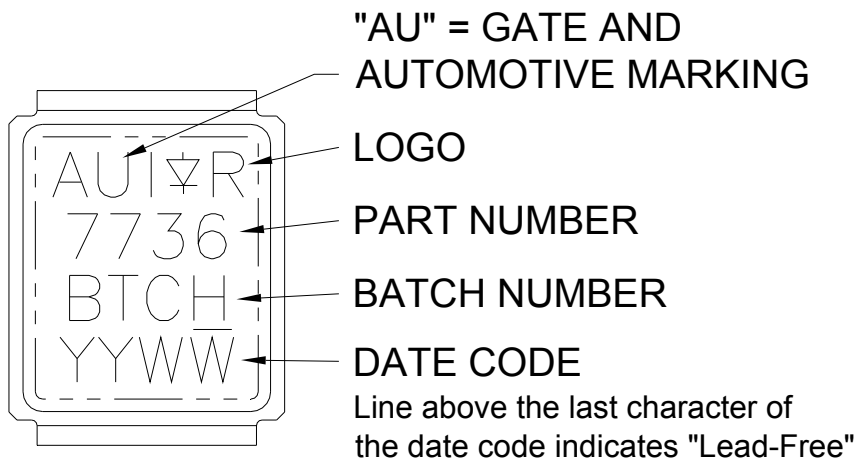 "AU" = GATE AND
AUTOMOTIVE MARKING
LOGO
PART NUMBER
BATCH NUMBER
DATE CODE
Line above the last character of
the date code indicates "Lead-Free"
AUI R
7736
BTCH
YYWW